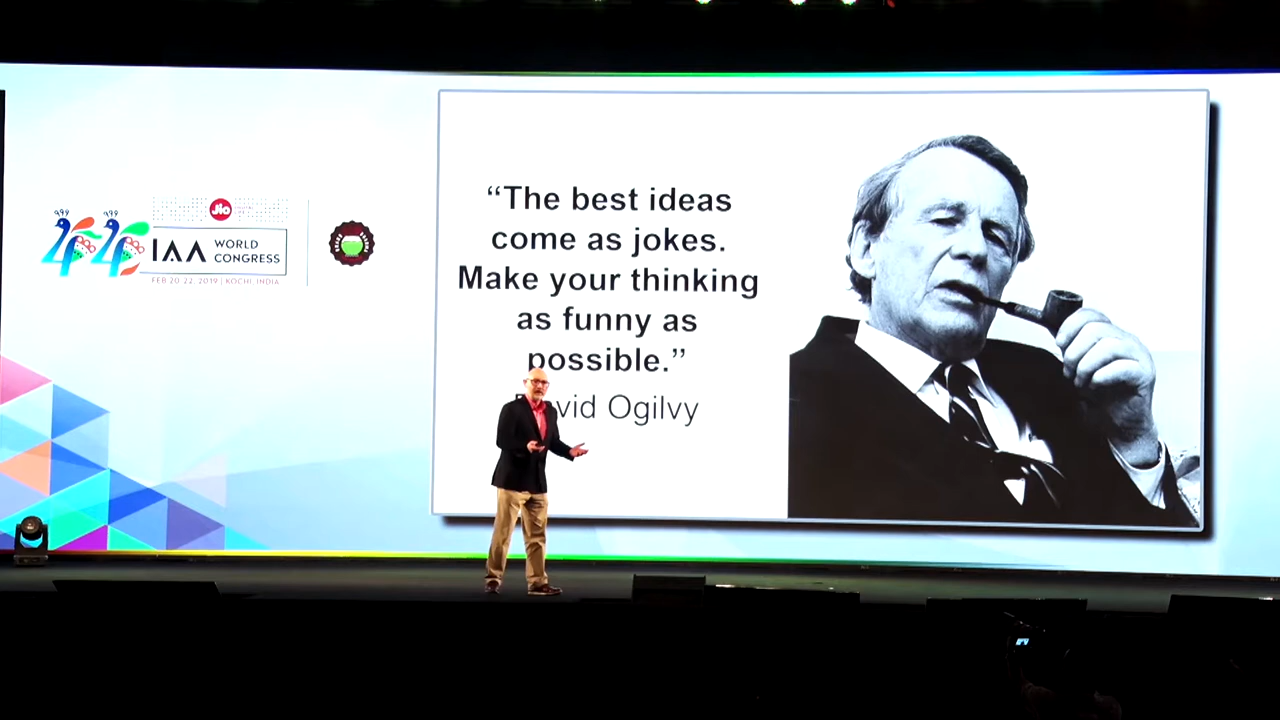 Jio
IAA WORLD
CONGRESS
FEB 20-22, 2019 | KOCHI, INDIA
“The best ideas
come as jokes.
Make your thinking
as funny as
possible.”
David Ogilvy